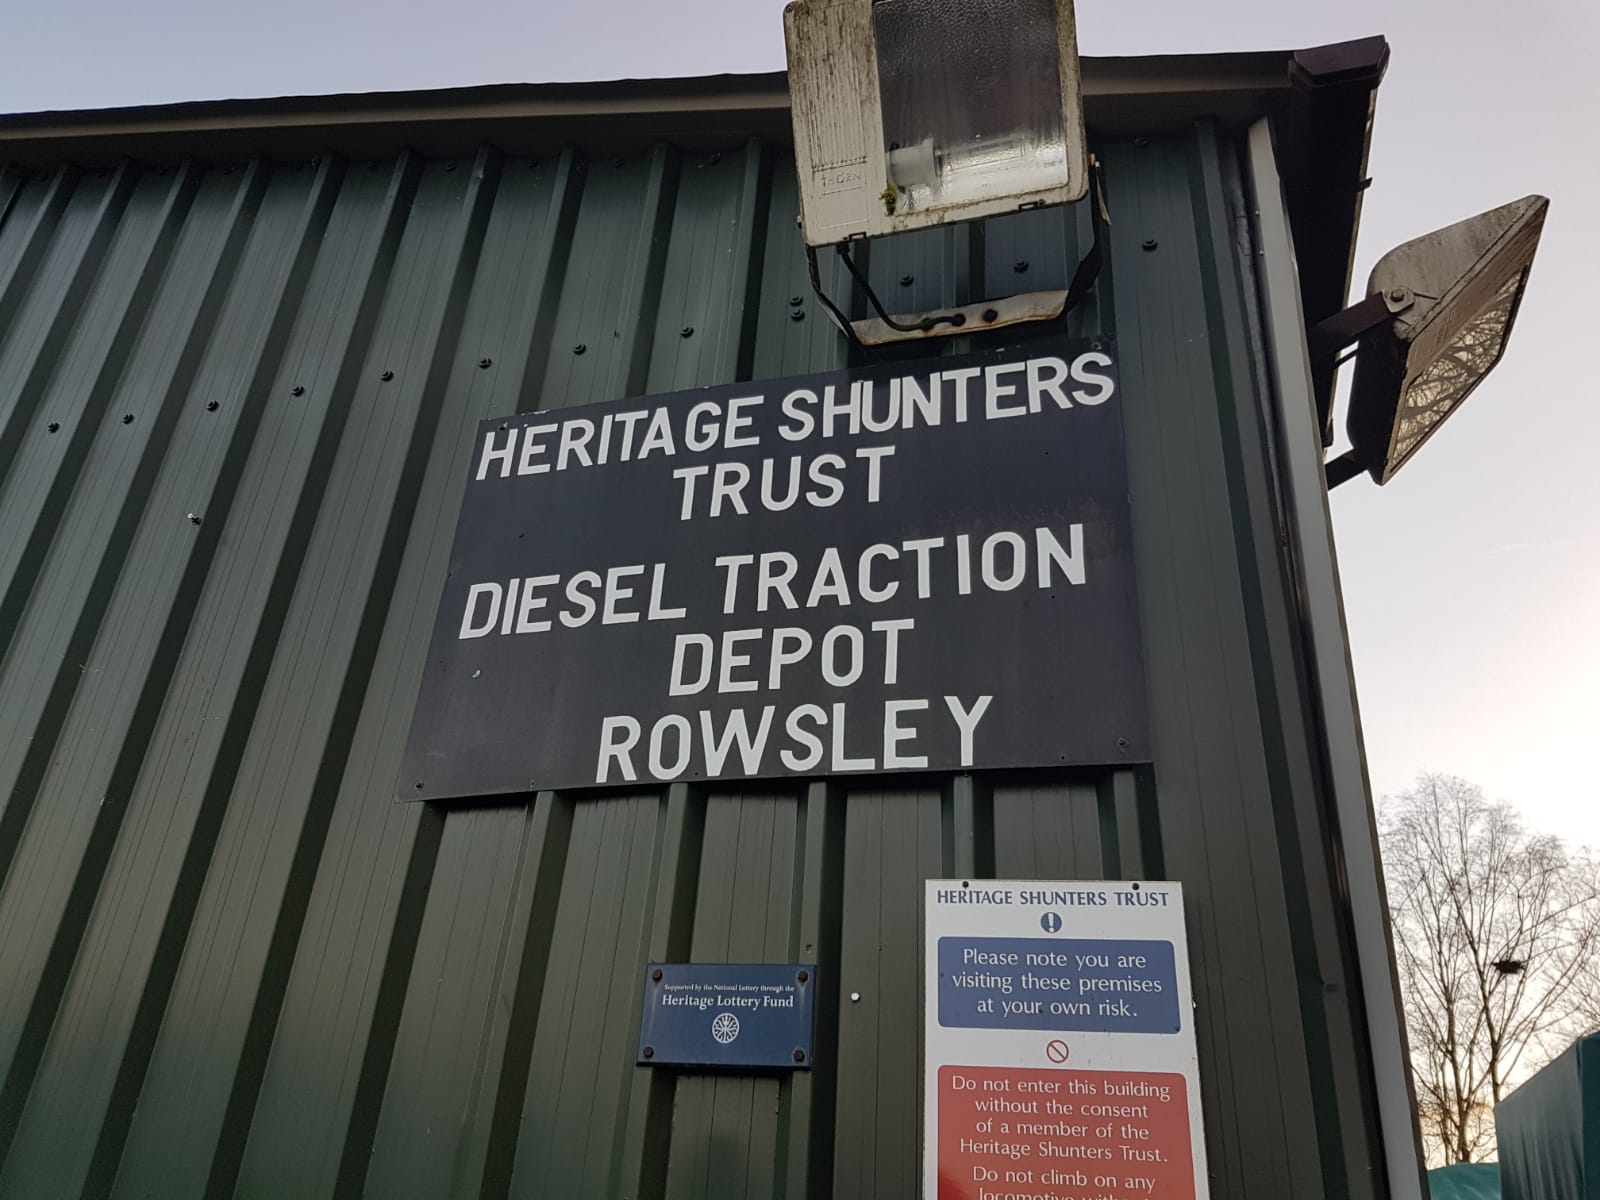 THORN
HERITAGE SHUNTERS
TRUST
DIESEL TRACTION
DEPOT
ROWSLEY
Supported by the National Lottery through the
Heritage Lottery Fund
HERITAGE SHUNTERS TRUST
Please note you are
visiting these premises
at your own risk.
Do not enter this building
without the consent
of a member of the
Heritage Shunters Trust.
Do not climb on any
locomotive